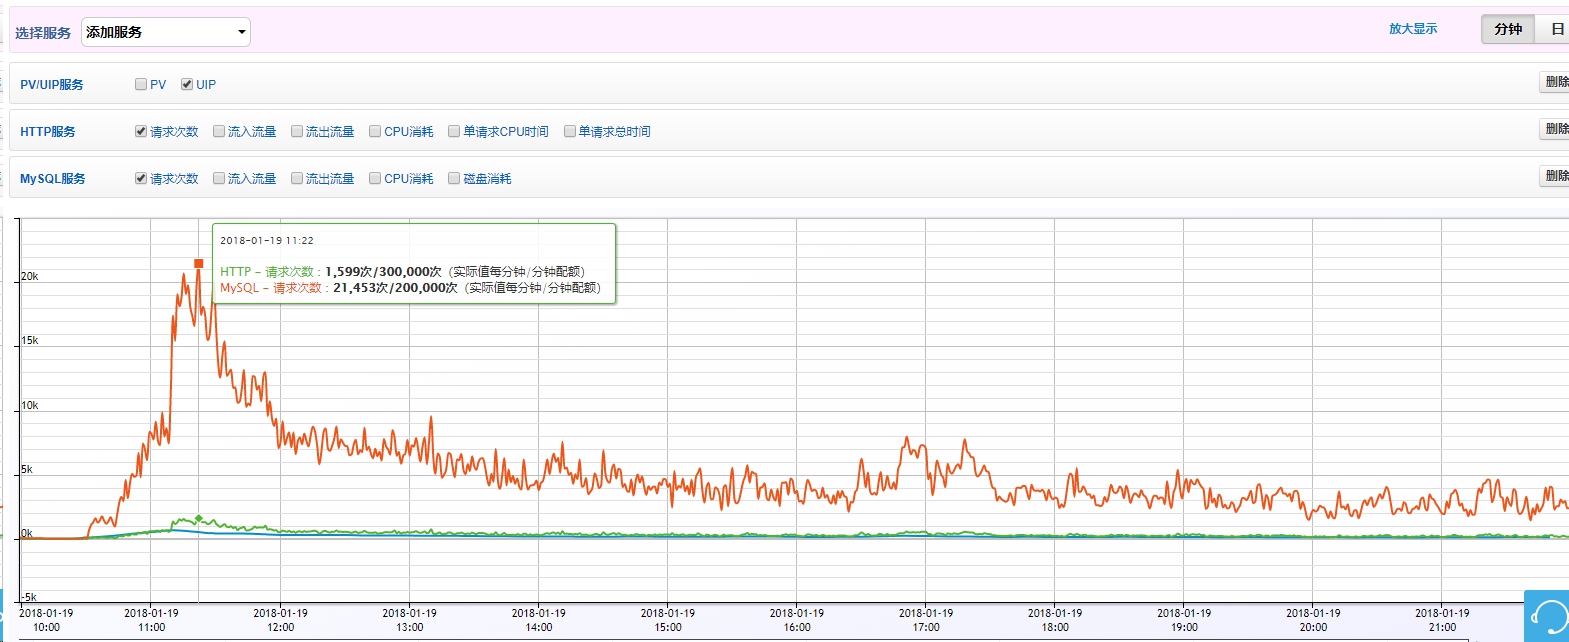 选择服务 添加服务 放大显示 分钟 日
PV/UIP服务 PV UIP 删除
HTTP服务 请求次数 流入流量 流出流量 CPU消耗 单请求CPU时间 单请求总时间 删除
MySQL服务 请求次数 流入流量 流出流量 CPU消耗 磁盘消耗 删除
2018-01-19 11:22
HTTP - 请求次数 : 1,599次/300,000次 (实际值每分钟/分钟配额)
MySQL - 请求次数 : 21,453次/200,000次 (实际值每分钟/分钟配额)
20k
15k
10k
5k
0k
-5k
2018-01-19 2018-01-19 2018-01-19 2018-01-19 2018-01-19 2018-01-19 2018-01-19 2018-01-19 2018-01-19 2018-01-19 2018-01-19 2018-01-19
10:00 11:00 12:00 13:00 14:00 15:00 16:00 17:00 18:00 19:00 20:00 21:00